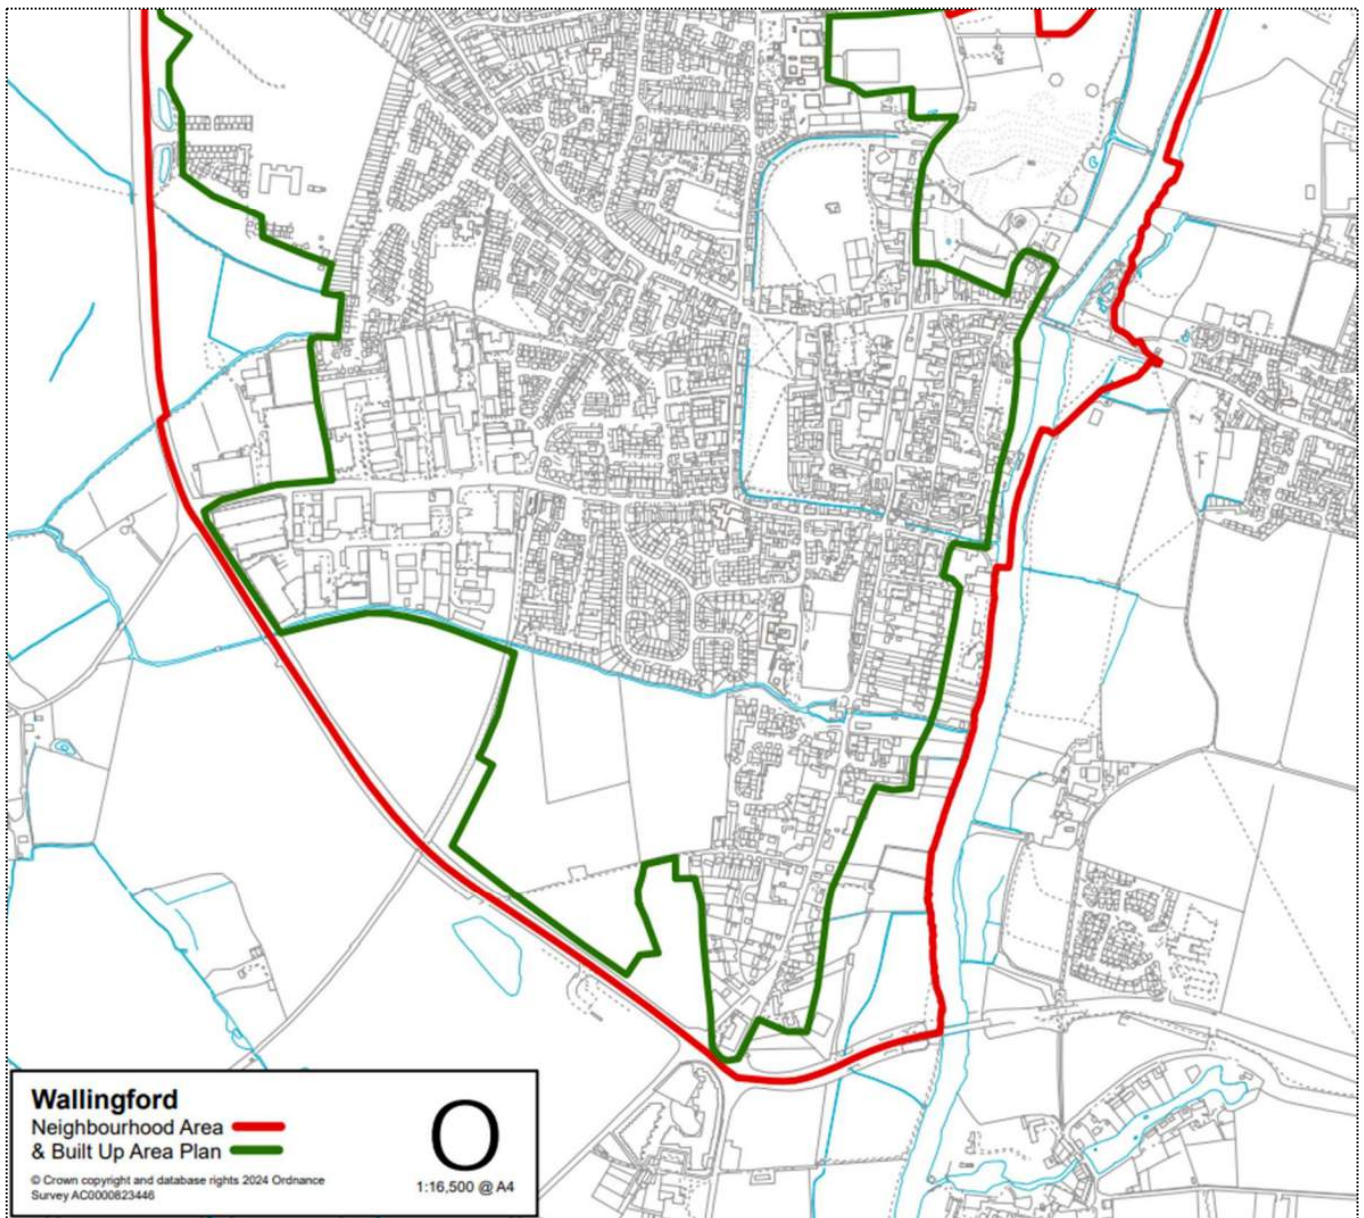 Wallingford
Neighbourhood Area
& Built Up Area Plan
© Crown copyright and database rights 2024 Ordnance
Survey AC0000823446
O
1:16,500 @ A4